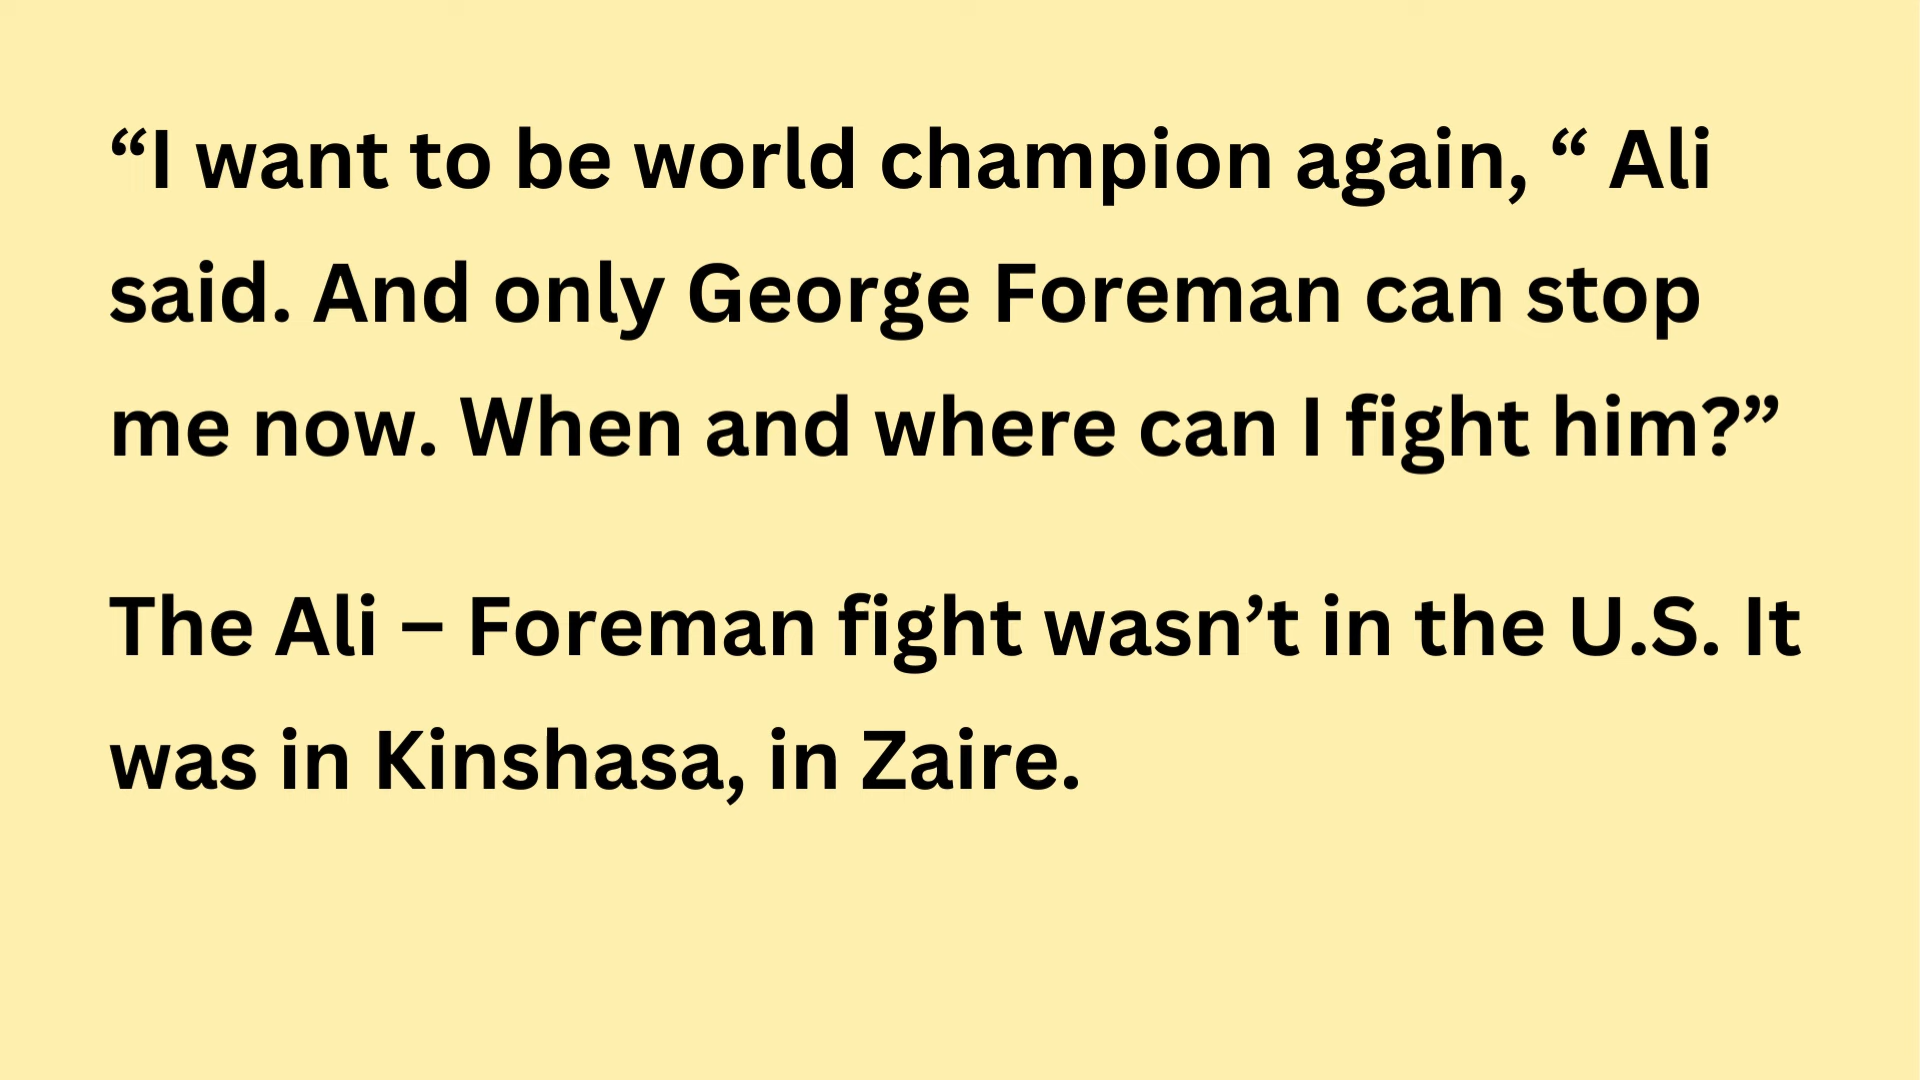 “I want to be world champion again, “ Ali
said. And only George Foreman can stop
me now. When and where can I fight him?”
The Ali – Foreman fight wasn’t in the U.S. It
was in Kinshasa, in Zaire.